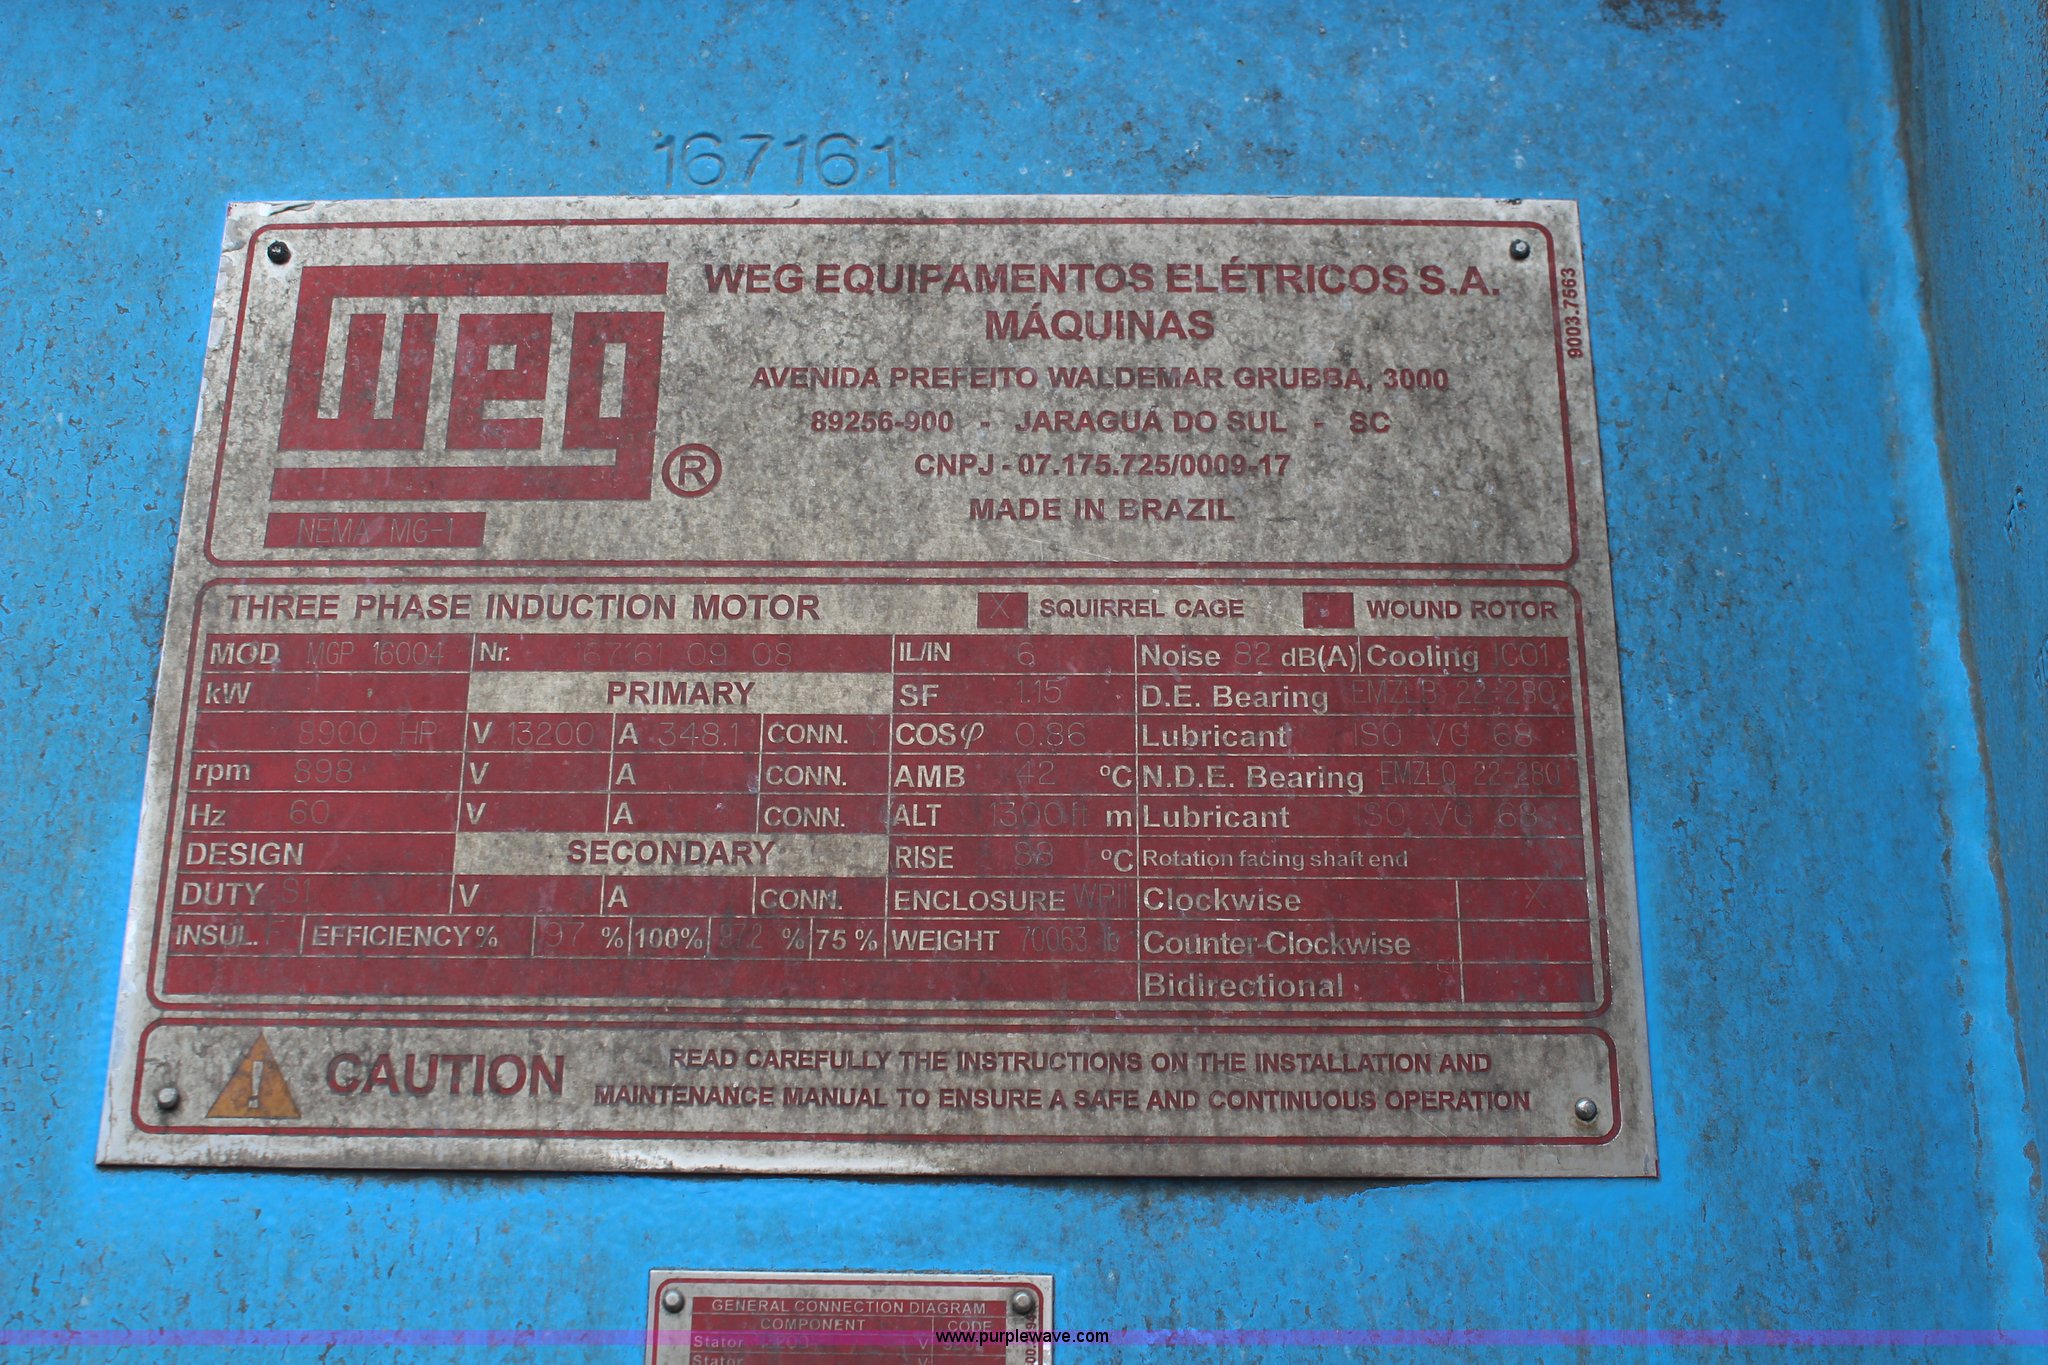 167161
WEG EQUIPAMENTOS ELÉTRICOS S.A.
MÁQUINAS
AVENIDA PREFEITO WALDEMAR GRUBBA, 3000
89256-900 - JARAGUÁ DO SUL - SC
CNPJ - 07.175.725/0009-17
MADE IN BRAZIL
9003.7563
weg ®
NEMA MG-1
THREE PHASE INDUCTION MOTOR X SQUIRREL CAGE WOUND ROTOR
MOD MGP 16004 Nr. 167161 09 08 IL/IN 6 Noise 82 dB(A) Cooling IC01
kW PRIMARY SF 1.15 D.E. Bearing EMZLB 22-280
8900 HP V 13200 A 348.1 CONN. Y COSφ 0.86 Lubricant ISO VG 68
rpm 898 V A CONN. AMB 42 ºC N.D.E. Bearing EMZLQ 22-280
Hz 60 V A CONN. ALT 1300ft m Lubricant ISO VG 68
DESIGN SECONDARY RISE ºC Rotation facing shaft end
DUTY S1 V A CONN. ENCLOSURE WPII Clockwise X
INSUL. F EFFICIENCY % 97 % 100% 97.2 % 75 % WEIGHT 70063 lb Counter-Clockwise
Bidirectional
! CAUTION READ CAREFULLY THE INSTRUCTIONS ON THE INSTALLATION AND
MAINTENANCE MANUAL TO ENSURE A SAFE AND CONTINUOUS OPERATION
GENERAL CONNECTION DIAGRAM
COMPONENT CODE
www.purplewave.com
Stator V
Stator V